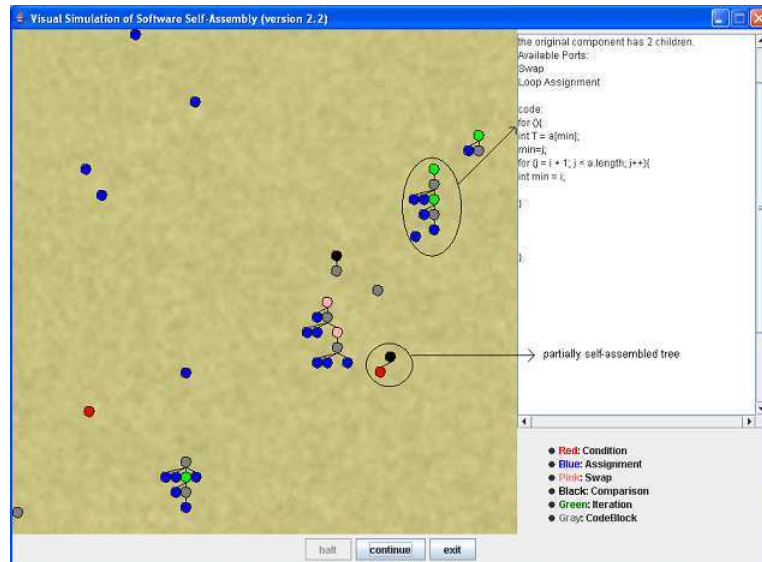 Visual Simulation of Software Self-Assembly (version 2.2)
the original component has 2 children.
Available Ports:
Swap
Loop Assignment
code:
for (){
int T = a[min];
min=j;
for (j = i + 1; j < a.length; j++){
int min = i;
}
}
partially self-assembled tree
Red: Condition
Blue: Assignment
Pink: Swap
Black: Comparison
Green: Iteration
Gray: CodeBlock
halt continue exit